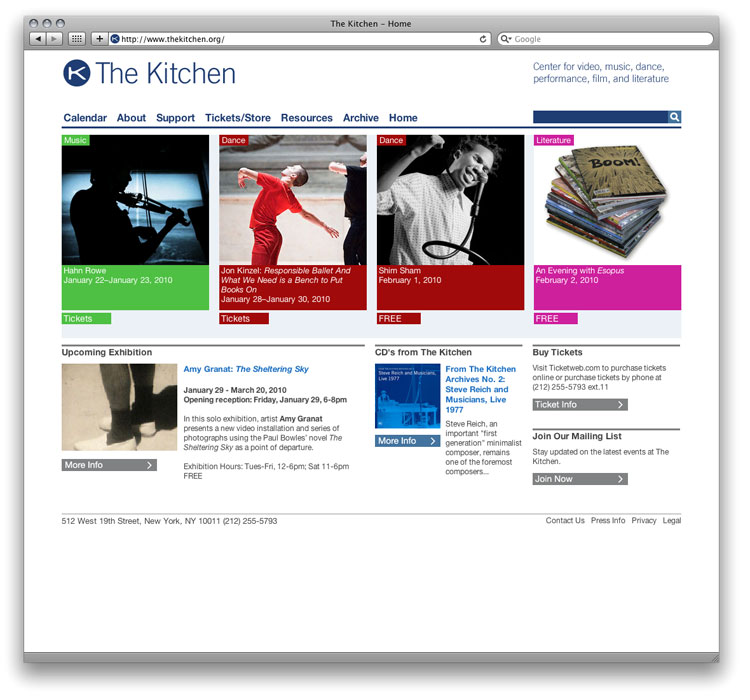 The Kitchen – Home
http://www.thekitchen.org/
Google
The Kitchen
Center for video, music, dance,
performance, film, and literature
Calendar About Support Tickets/Store Resources Archive Home
Music
Hahn Rowe
January 22–January 23, 2010
Tickets
Dance
Jon Kinzel: Responsible Ballet And
What We Need is a Bench to Put
Books On
January 28–January 30, 2010
Tickets
Dance
Shim Sham
February 1, 2010
FREE
Literature
BOOM!
An Evening with Esopus
February 2, 2010
FREE
Upcoming Exhibition
Amy Granat: The Sheltering Sky
January 29 - March 20, 2010
Opening reception: Friday, January 29, 6-8pm
In this solo exhibition, artist Amy Granat
presents a new video installation and series of
photographs using the Paul Bowles' novel The
Sheltering Sky as a point of departure.
Exhibition Hours: Tues-Fri, 12-6pm; Sat 11-6pm
FREE
More Info
CD's from The Kitchen
Steve Reich and Musicians,
Live 1977
More Info
From The Kitchen
Archives No. 2:
Steve Reich and
Musicians, Live
1977
Steve Reich, an
important "first
generation" minimalist
composer, remains
one of the foremost
composers...
Buy Tickets
Visit Ticketweb.com to purchase tickets
online or purchase tickets by phone at
(212) 255-5793 ext.11
Ticket Info
Join Our Mailing List
Stay updated on the latest events at The
Kitchen.
Join Now
512 West 19th Street, New York, NY 10011 (212) 255-5793
Contact Us Press Info Privacy Legal